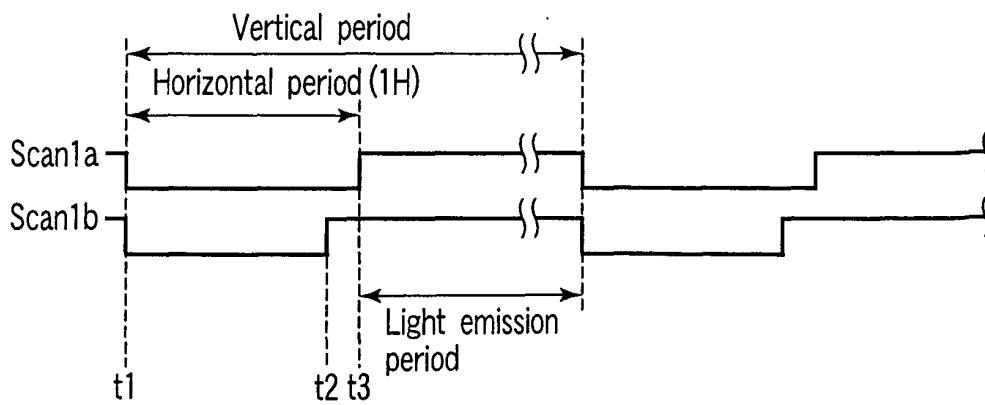 Vertical period
Horizontal period (1H)
Scan1a
Scan1b
Light emission
period
t1 t2 t3